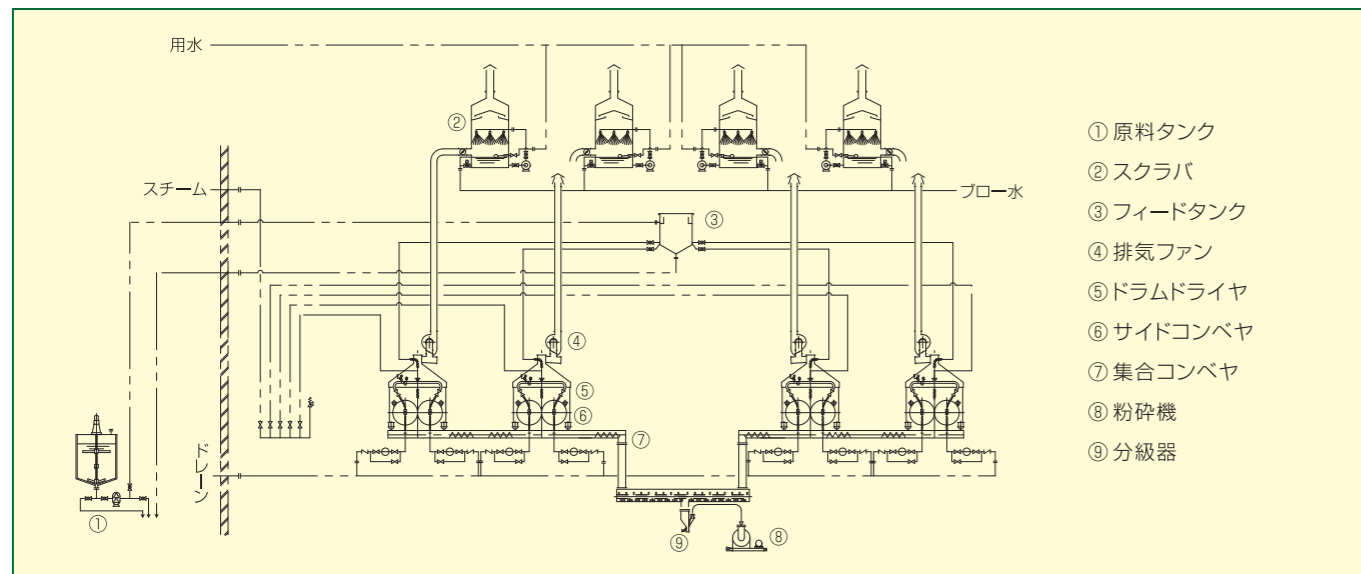 用水
②
スチーム
ブロー水
③
④
⑤
⑥
⑦
ドレーン
①
⑨
⑧
① 原料タンク
② スクラバ
③ フィードタンク
④ 排気ファン
⑤ ドラムドライヤ
⑥ サイドコンベヤ
⑦ 集合コンベヤ
⑧ 粉砕機
⑨ 分級器